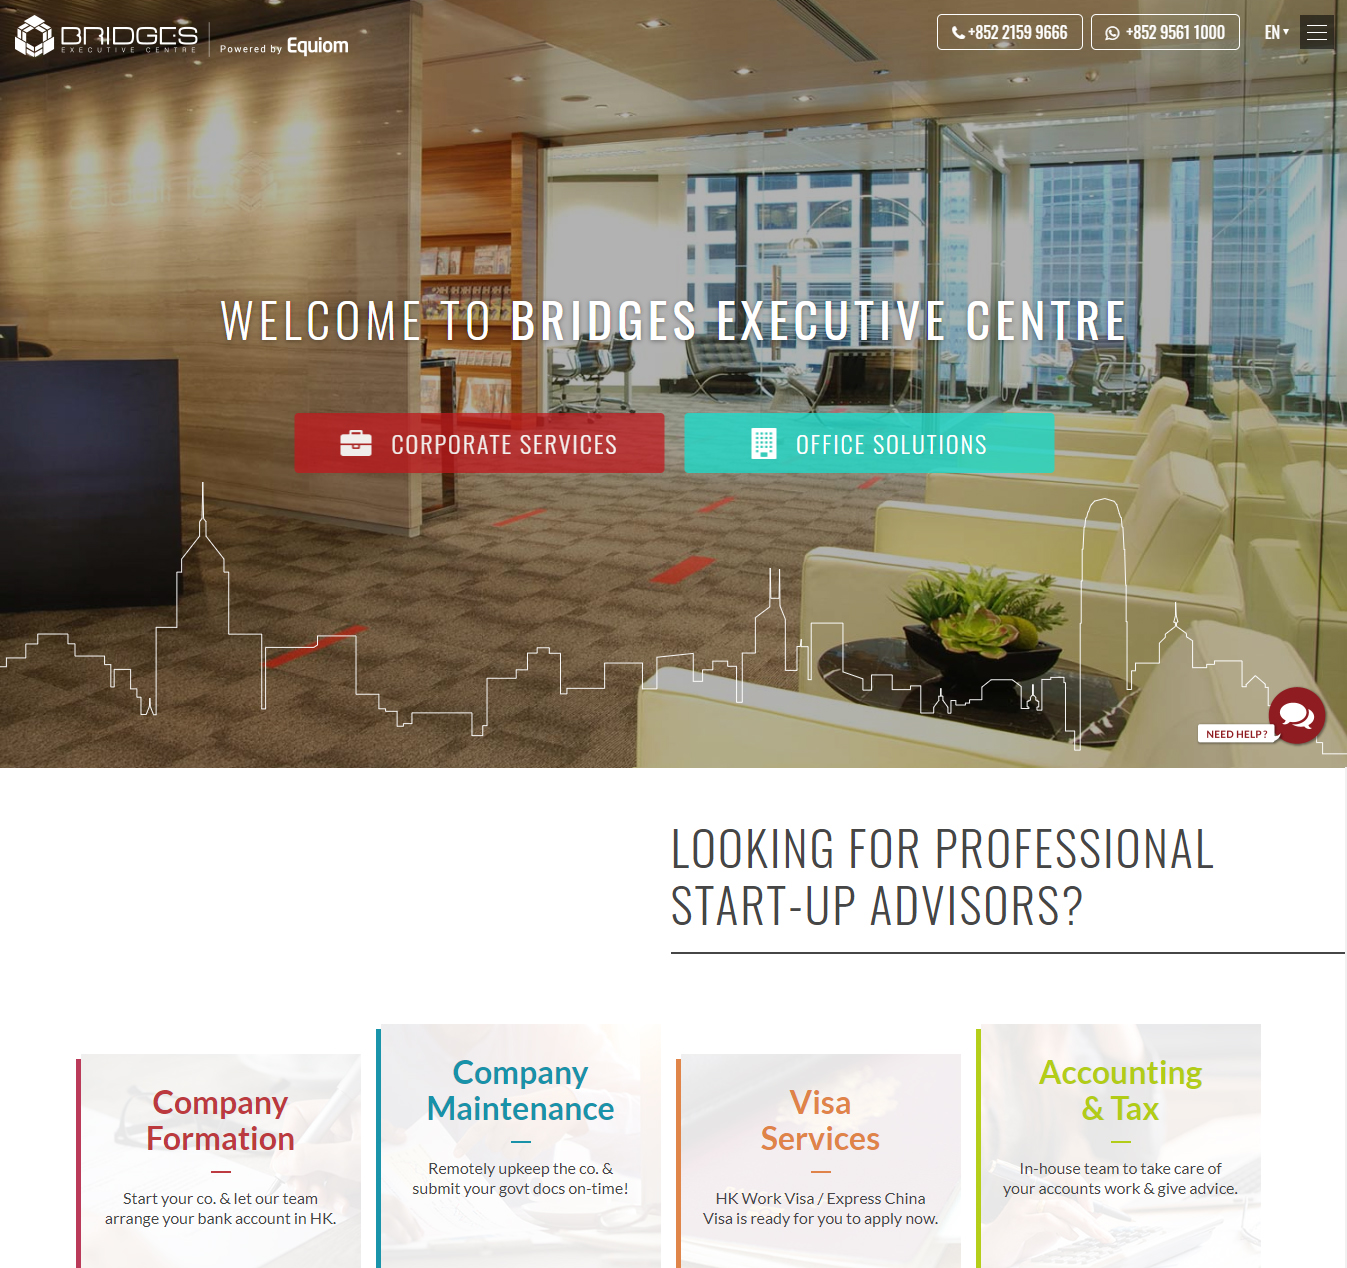 BRIDGES
EXECUTIVE CENTRE
Powered by Equiom
+852 2159 9666
+852 9561 1000
EN
WELCOME TO BRIDGES EXECUTIVE CENTRE
CORPORATE SERVICES
OFFICE SOLUTIONS
NEED HELP?
LOOKING FOR PROFESSIONAL
START-UP ADVISORS?
Company
Formation
Start your co. & let our team
arrange your bank account in HK.
Company
Maintenance
Remotely upkeep the co. &
submit your govt docs on-time!
Visa
Services
HK Work Visa / Express China
Visa is ready for you to apply now.
Accounting
& Tax
In-house team to take care of
your accounts work & give advice.